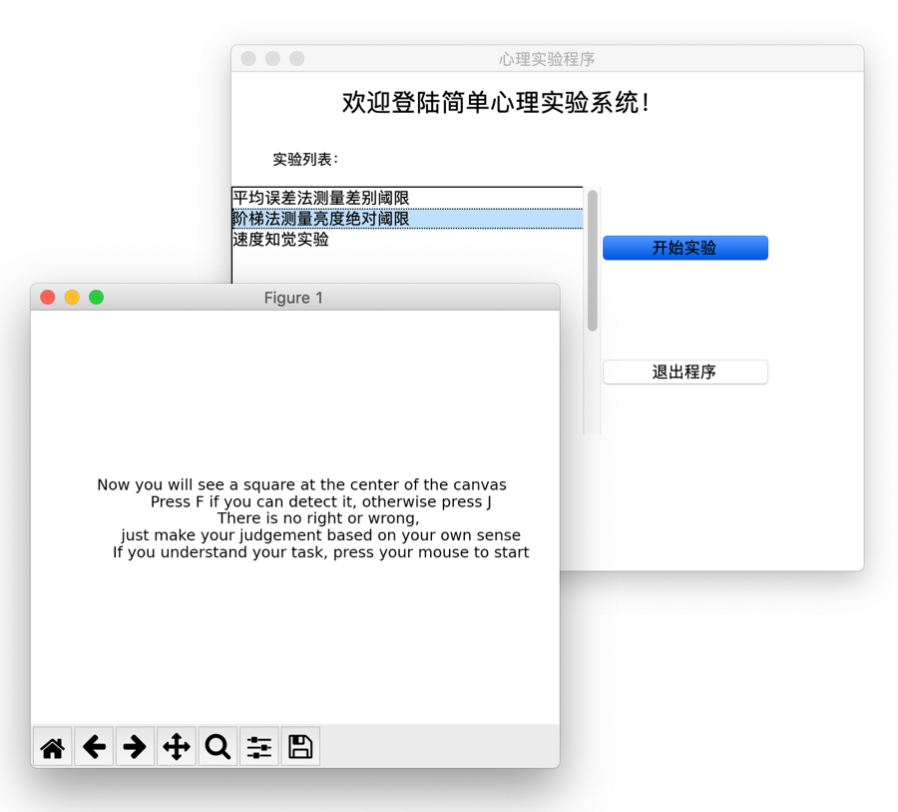 心理实验程序
欢迎登陆简单心理实验系统!
实验列表:
平均误差法测量差别阈限
阶梯法测量亮度绝对阈限
速度知觉实验
开始实验
退出程序
Figure 1
Now you will see a square at the center of the canvas
Press F if you can detect it, otherwise press J
There is no right or wrong,
just make your judgement based on your own sense
If you understand your task, press your mouse to start